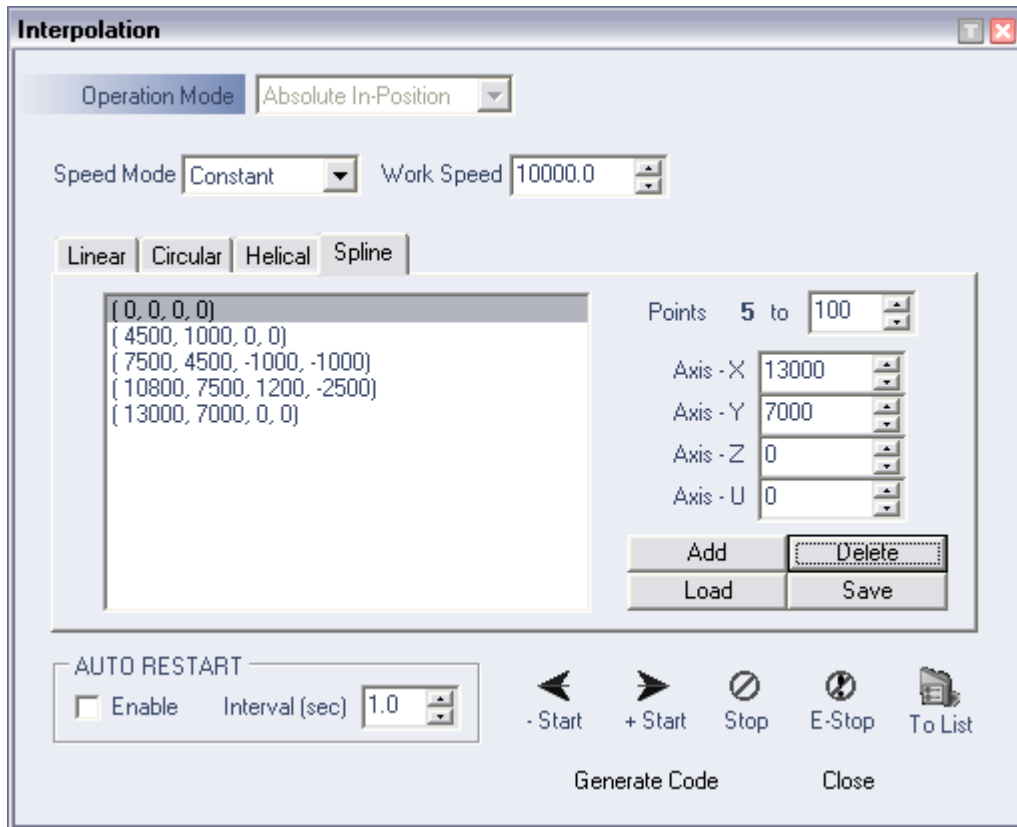 Interpolation
Operation Mode Absolute In-Position
Speed Mode Constant Work Speed 10000.0
Linear Circular Helical Spline
( 0, 0, 0, 0)
( 4500, 1000, 0, 0)
( 7500, 4500, -1000, -1000)
( 10800, 7500, 1200, -2500)
( 13000, 7000, 0, 0)
Points 5 to 100
Axis - X 13000
Axis - Y 7000
Axis - Z 0
Axis - U 0
Add Delete
Load Save
AUTO RESTART
Enable Interval (sec) 1.0
- Start + Start Stop E-Stop To List
Generate Code Close